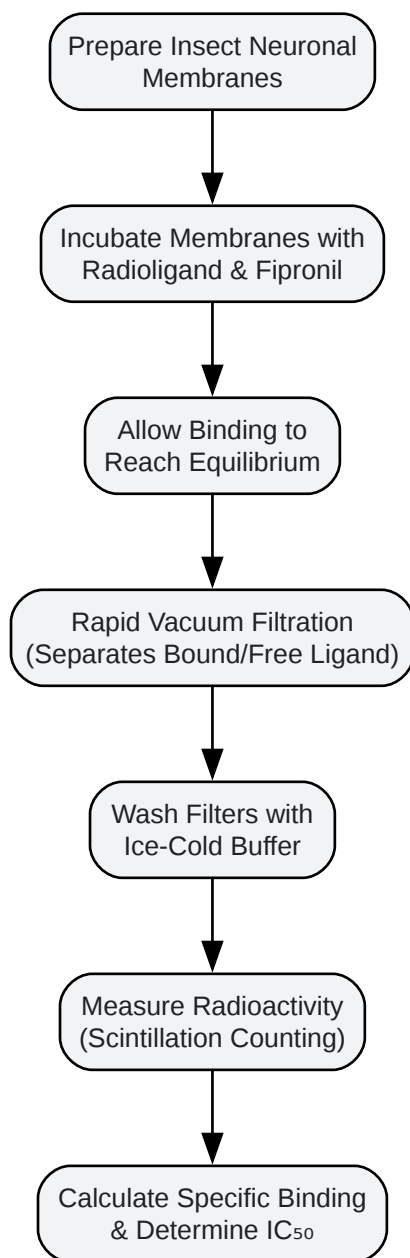 Prepare Insect Neuronal
Membranes
Incubate Membranes with
Radioligand & Fipronil
Allow Binding to
Reach Equilibrium
Rapid Vacuum Filtration
(Separates Bound/Free Ligand)
Wash Filters with
Ice-Cold Buffer
Measure Radioactivity
(Scintillation Counting)
Calculate Specific Binding
& Determine IC₅₀